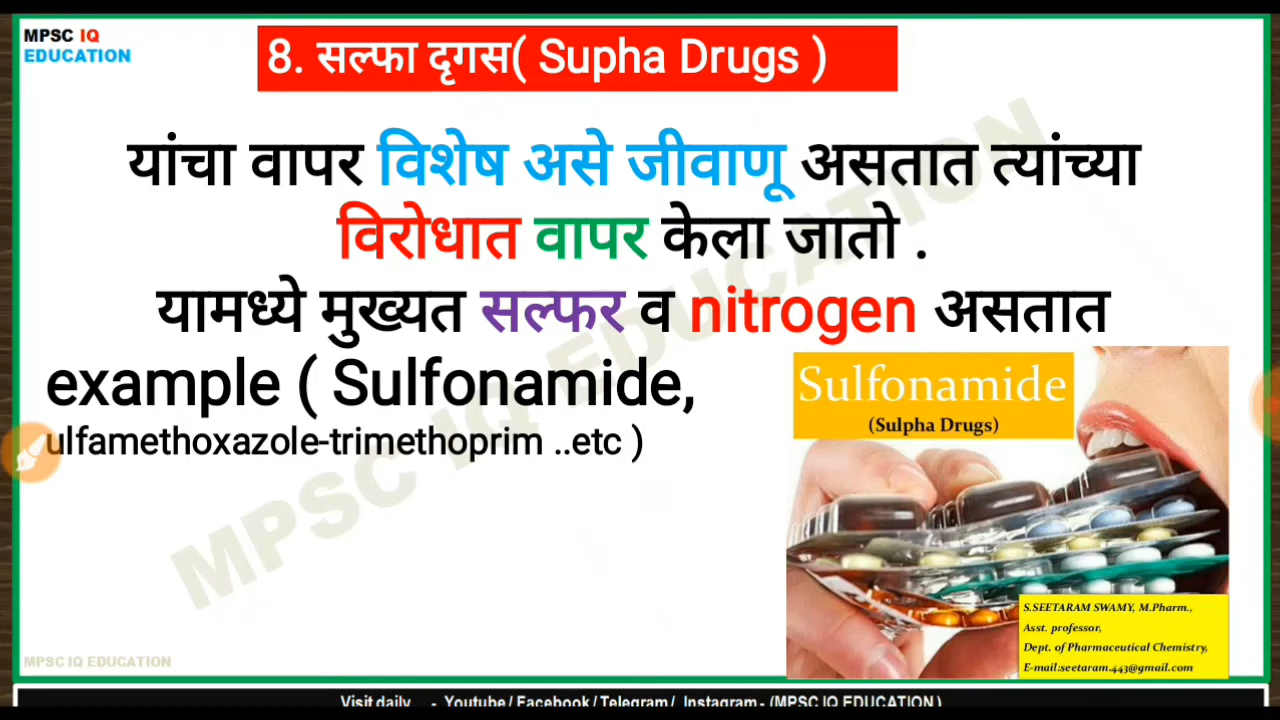 MPSC IQ
EDUCATION
8. सल्फा दृगस( Supha Drugs )
यांचा वापर विशेष असे जीवाणू असतात त्यांच्या
विरोधात वापर केला जातो .
यामध्ये मुख्यत सल्फर व nitrogen असतात
example ( Sulfonamide,
ulfamethoxazole-trimethoprim ..etc )
Sulfonamide
(Sulpha Drugs)
S.SEETARAM SWAMY, M.Pharm.,
Asst. professor,
Dept. of Pharmaceutical Chemistry,
E-mail:seetaram.443@gmail.com
MPSC IQ EDUCATION
MPSC IQ EDUCATION
Visit daily - Youtube / Facebook / Telegram / Instagram - (MPSC IQ EDUCATION )